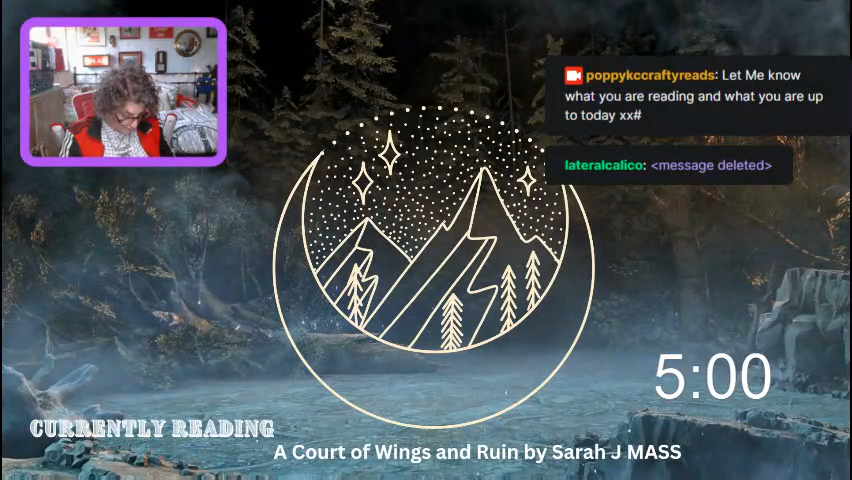 poppykccraftyreads: Let Me know
what you are reading and what you are up
to today xx#
lateralcalico: <message deleted>
5:00
CURRENTLY READING
A Court of Wings and Ruin by Sarah J MASS